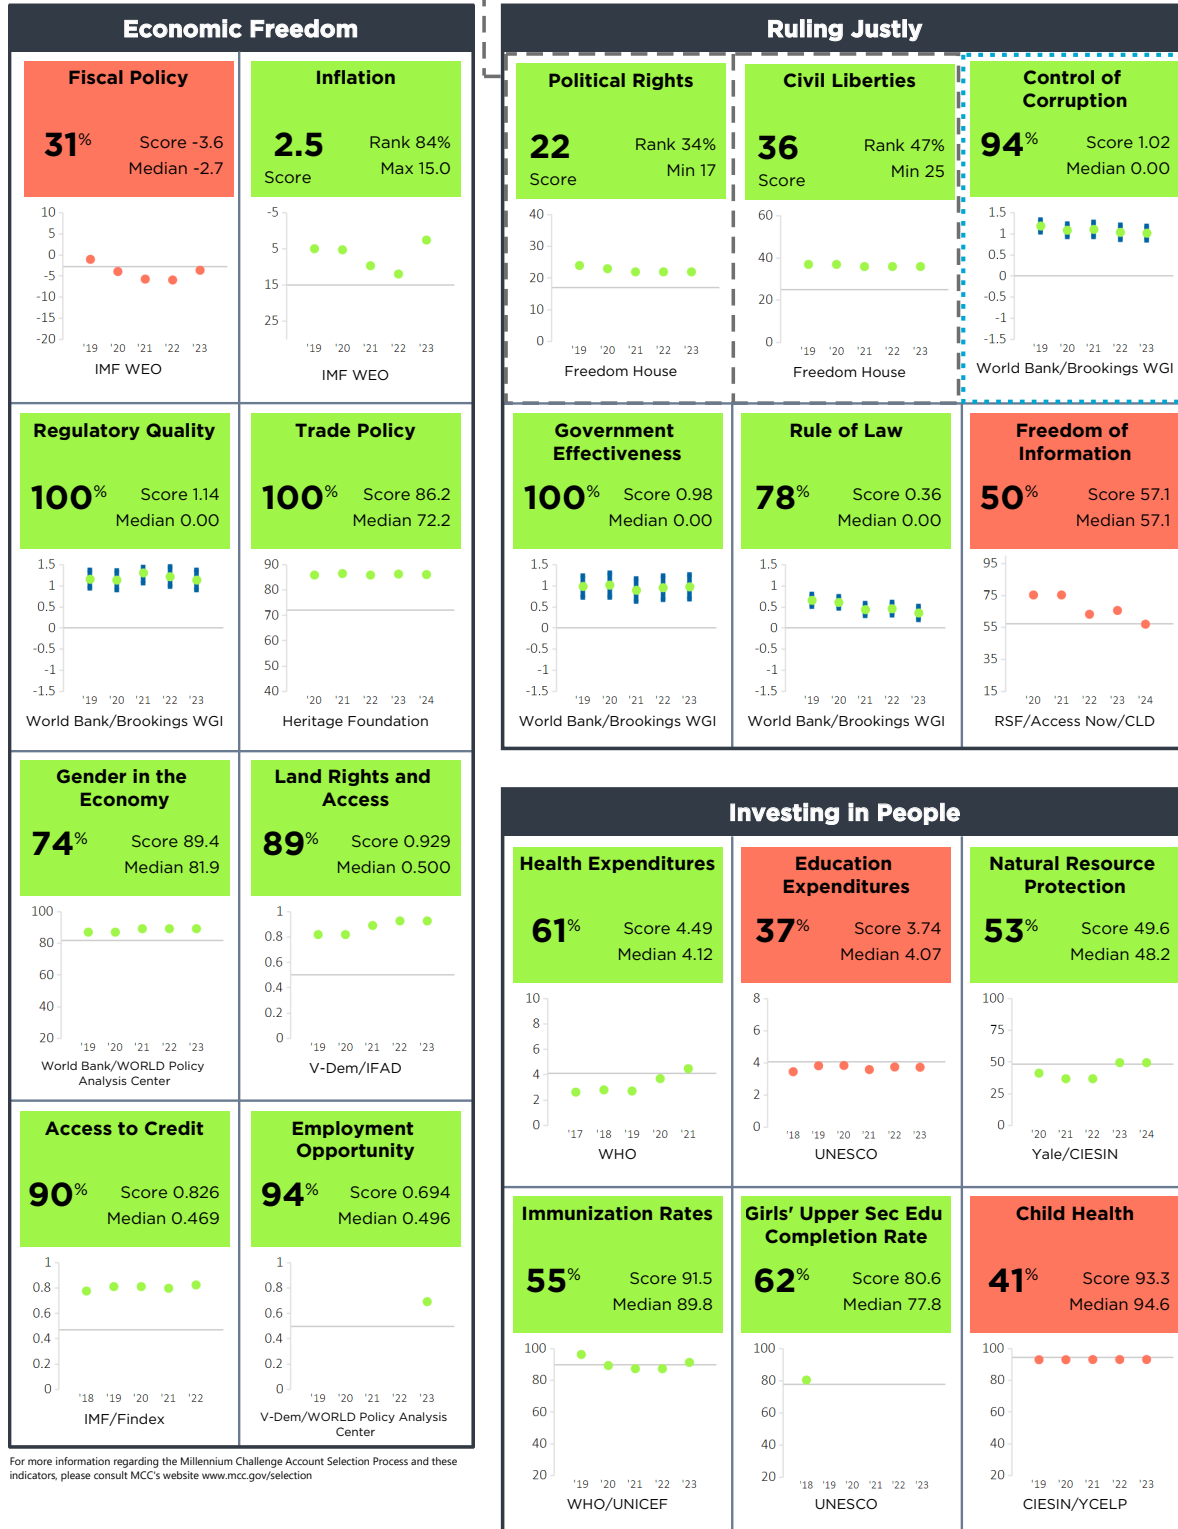 Economic Freedom
Fiscal Policy
31%
Score -3.6
Median -2.7
10
5
0
-5
-10
-15
-20
'19 '20 '21 '22 '23
IMF WEO
Inflation
2.5
Score
Rank 84%
Max 15.0
-5
5
15
25
'19 '20 '21 '22 '23
IMF WEO
Regulatory Quality
100%
Score 1.14
Median 0.00
1.5
1
0.5
0
-0.5
-1
-1.5
'19 '20 '21 '22 '23
World Bank/Brookings WGI
Trade Policy
100%
Score 86.2
Median 72.2
90
80
70
60
50
40
'20 '21 '22 '23 '24
Heritage Foundation
Gender in the
Economy
74%
Score 89.4
Median 81.9
100
80
60
40
20
'19 '20 '21 '22 '23
World Bank/WORLD Policy
Analysis Center
Land Rights and
Access
89%
Score 0.929
Median 0.500
1
0.8
0.6
0.4
0.2
0
'19 '20 '21 '22 '23
V-Dem/IFAD
Access to Credit
90%
Score 0.826
Median 0.469
1
0.8
0.6
0.4
0.2
0
'18 '19 '20 '21 '22
IMF/Findex
Employment
Opportunity
94%
Score 0.694
Median 0.496
1
0.8
0.6
0.4
0.2
0
'19 '20 '21 '22 '23
V-Dem/WORLD Policy Analysis
Center
For more information regarding the Millennium Challenge Account Selection Process and these
indicators, please consult MCC's website www.mcc.gov/selection
Ruling Justly
Political Rights
22
Score
Rank 34%
Min 17
40
30
20
10
0
'19 '20 '21 '22 '23
Freedom House
Civil Liberties
36
Score
Rank 47%
Min 25
60
40
20
0
'19 '20 '21 '22 '23
Freedom House
Control of
Corruption
94%
Score 1.02
Median 0.00
1.5
1
0.5
0
-0.5
-1
-1.5
'19 '20 '21 '22 '23
World Bank/Brookings WGI
Government
Effectiveness
100%
Score 0.98
Median 0.00
1.5
1
0.5
0
-0.5
-1
-1.5
'19 '20 '21 '22 '23
World Bank/Brookings WGI
Rule of Law
78%
Score 0.36
Median 0.00
1.5
1
0.5
0
-0.5
-1
-1.5
'19 '20 '21 '22 '23
World Bank/Brookings WGI
Freedom of
Information
50%
Score 57.1
Median 57.1
95
75
55
35
15
'20 '21 '22 '23 '24
RSF/Access Now/CLD
Investing in People
Health Expenditures
61%
Score 4.49
Median 4.12
10
8
6
4
2
0
'17 '18 '19 '20 '21
WHO
Education
Expenditures
37%
Score 3.74
Median 4.07
8
6
4
2
0
'18 '19 '20 '21 '22 '23
UNESCO
Natural Resource
Protection
53%
Score 49.6
Median 48.2
100
75
50
25
0
'20 '21 '22 '23 '24
Yale/CIESIN
Immunization Rates
55%
Score 91.5
Median 89.8
100
80
60
40
20
'19 '20 '21 '22 '23
WHO/UNICEF
Girls' Upper Sec Edu
Completion Rate
62%
Score 80.6
Median 77.8
100
80
60
40
20
'18 '19 '20 '21 '22 '23
UNESCO
Child Health
41%
Score 93.3
Median 94.6
100
80
60
40
20
'19 '20 '21 '22 '23
CIESIN/YCELP